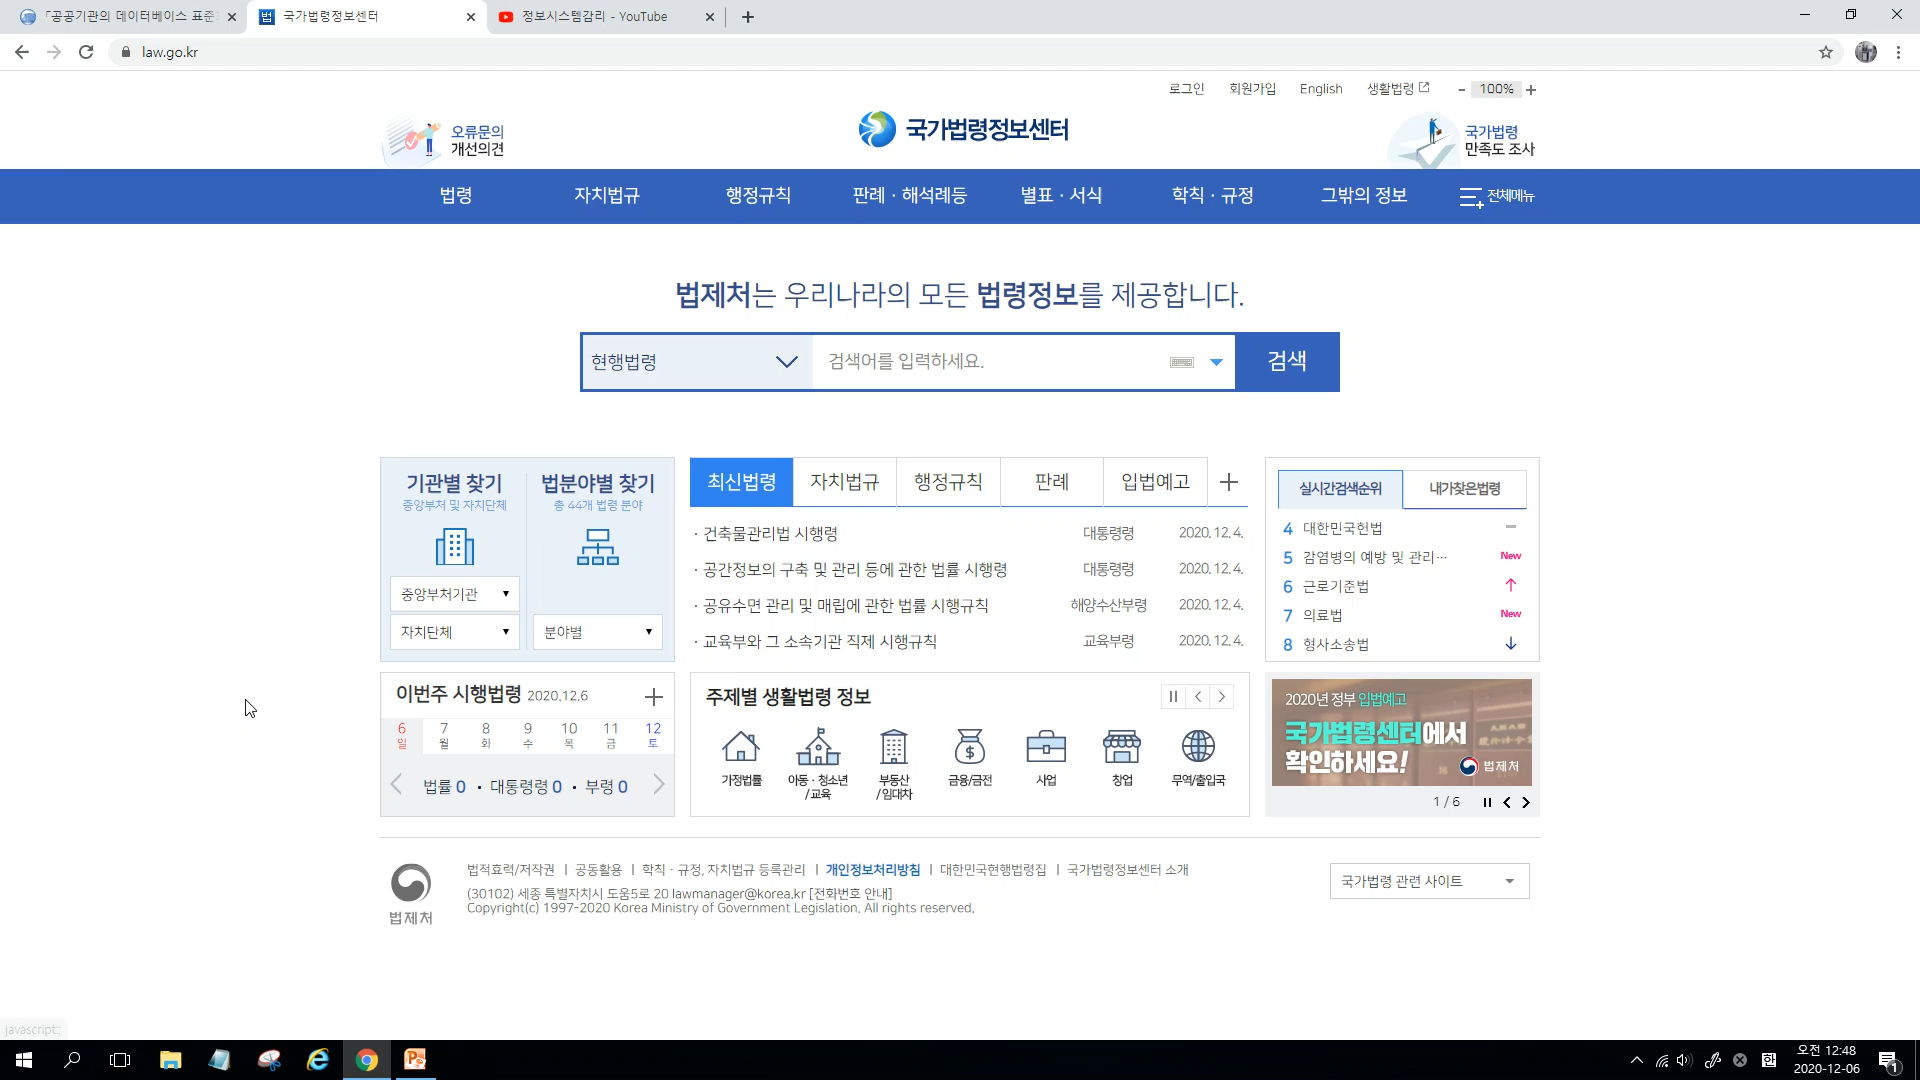 「공공기관의 데이터베이스 표준
국가법령정보센터
정보시스템감리 - YouTube
law.go.kr
로그인
회원가입
English
생활법령
- 100% +
오류문의
개선의견
국가법령정보센터
국가법령
만족도 조사
법령
자치법규
행정규칙
판례 · 해석례등
별표 · 서식
학칙 · 규정
그밖의 정보
전체메뉴
법제처는 우리나라의 모든 법령정보를 제공합니다.
현행법령
검색어를 입력하세요.
검색
기관별 찾기
중앙부처 및 자치단체
중앙부처기관
자치단체
법분야별 찾기
총 44개 법령 분야
분야별
최신법령
자치법규
행정규칙
판례
입법예고
· 건축물관리법 시행령 대통령령 2020. 12. 4.
· 공간정보의 구축 및 관리 등에 관한 법률 시행령 대통령령 2020. 12. 4.
· 공유수면 관리 및 매립에 관한 법률 시행규칙 해양수산부령 2020. 12. 4.
· 교육부와 그 소속기관 직제 시행규칙 교육부령 2020. 12. 4.
실시간검색순위
내가찾은법령
4 대한민국헌법
5 감염병의 예방 및 관리… New
6 근로기준법
7 의료법 New
8 형사소송법
이번주 시행법령 2020.12.6
6 7 8 9 10 11 12
일 월 화 수 목 금 토
법률 0 · 대통령령 0 · 부령 0
주제별 생활법령 정보
가정법률
아동 · 청소년
/교육
부동산
/임대차
금융/금전
사업
창업
무역/출입국
2020년 정부 입법예고
국가법령센터에서
확인하세요!
법제처
1 / 6
법제처
법적효력/저작권 | 공동활용 | 학칙 · 규정, 자치법규 등록관리 | 개인정보처리방침 | 대한민국현행법령집 | 국가법령정보센터 소개
(30102) 세종 특별자치시 도움5로 20 lawmanager@korea.kr [전화번호 안내]
Copyright(c) 1997-2020 Korea Ministry of Government Legislation. All rights reserved.
국가법령 관련 사이트
javascript:;
한
오전 12:48
2020-12-06
1